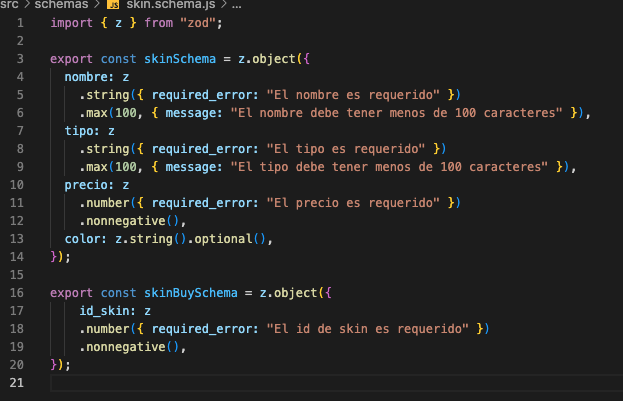 src > schemas > JS skin.schema.js > ...
1 import { z } from "zod";
2
3 export const skinSchema = z.object({
4   nombre: z
5     .string({ required_error: "El nombre es requerido" })
6     .max(100, { message: "El nombre debe tener menos de 100 caracteres" }),
7   tipo: z
8     .string({ required_error: "El tipo es requerido" })
9     .max(100, { message: "El tipo debe tener menos de 100 caracteres" }),
10   precio: z
11     .number({ required_error: "El precio es requerido" })
12     .nonnegative(),
13   color: z.string().optional(),
14 });
15
16 export const skinBuySchema = z.object({
17     id_skin: z
18     .number({ required_error: "El id de skin es requerido" })
19     .nonnegative(),
20 });
21